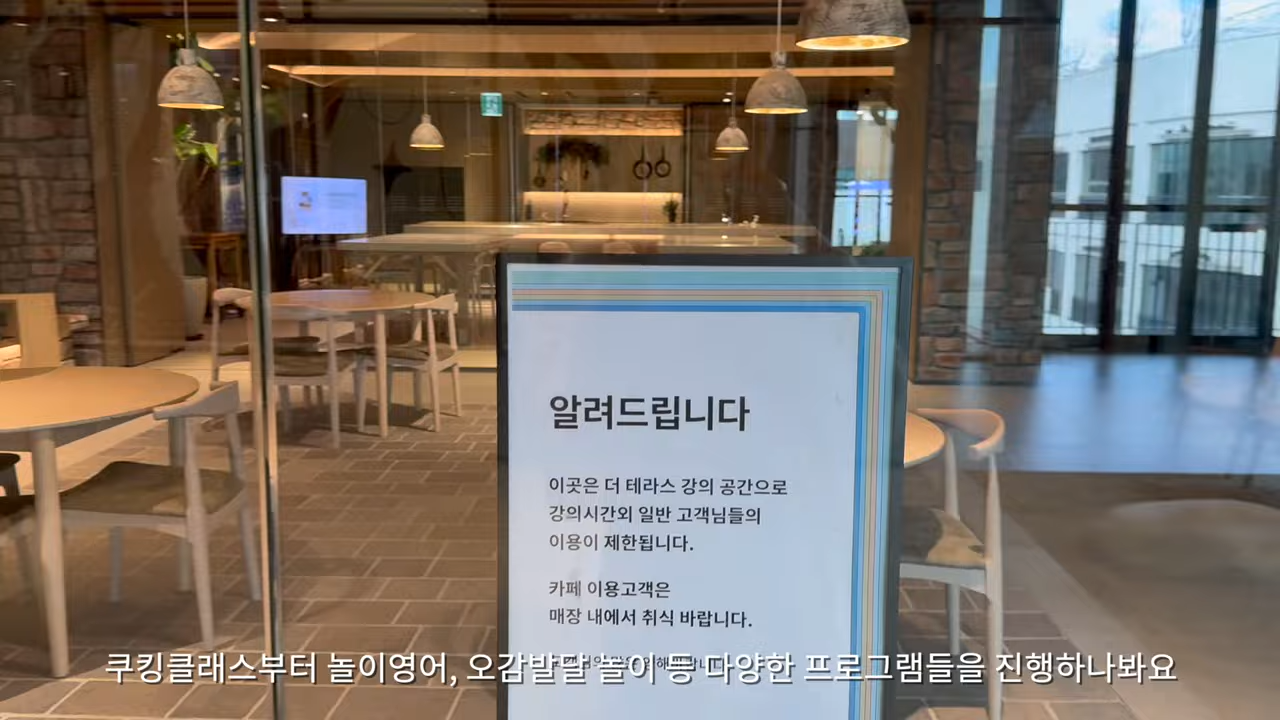 알려드립니다
이곳은 더 테라스 강의 공간으로
강의시간외 일반 고객님들의
이용이 제한됩니다.
카페 이용고객은
매장 내에서 취식 바랍니다.
쿠킹클래스부터 놀이영어, 오감발달 놀이 등 다양한 프로그램들을 진행하나봐요